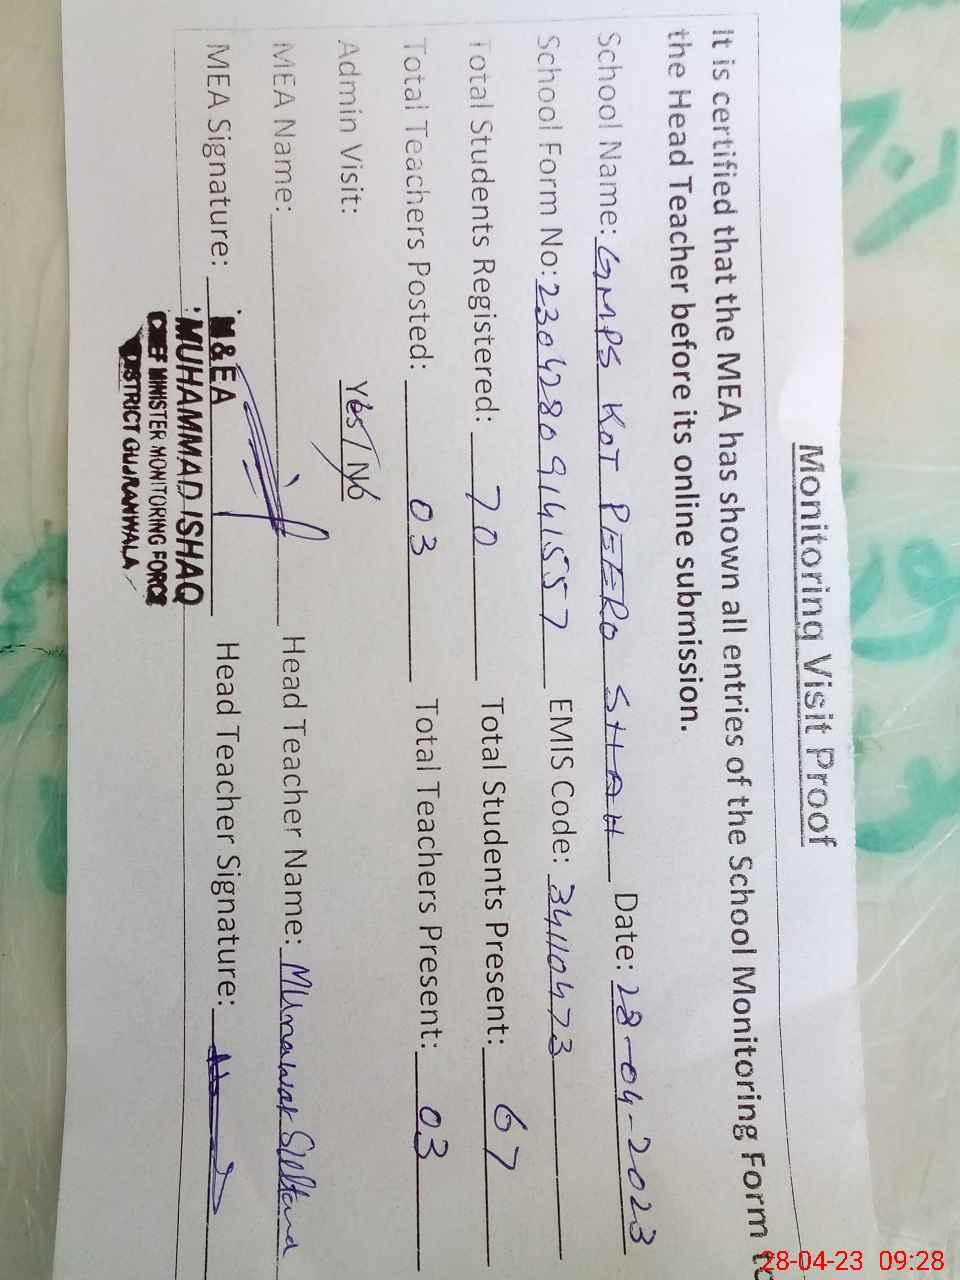 Monitoring Visit Proof
It is certified that the MEA has shown all entries of the School Monitoring Form to
the Head Teacher before its online submission.
School Name: GMPS KOT PEERO SHAH Date: 28-04-2023
School Form No: 2304280914557 EMIS Code: 34110473
Total Students Registered: 70 Total Students Present: 67
Total Teachers Posted: 03 Total Teachers Present: 03
Admin Visit: Yes/No
MEA Name: Head Teacher Name: Munawar Sultana
MEA Signature: Head Teacher Signature:
M&EA
MUHAMMAD ISHAQ
CHIEF MINISTER MONITORING FORCE
DISTRICT GUJRANWALA
28-04-23 09:28